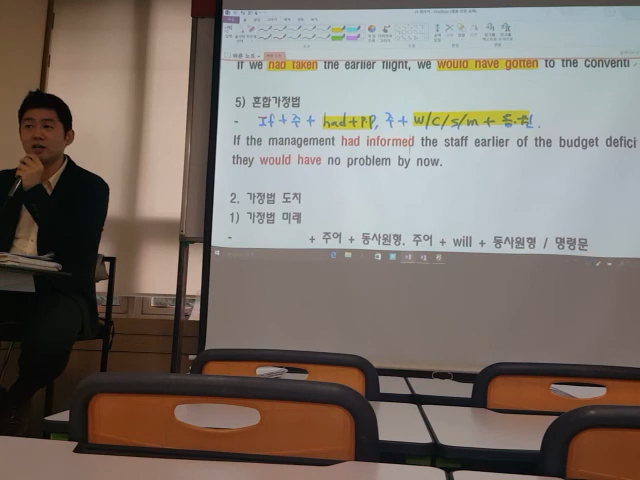 If we had taken the earlier flight, we would have gotten to the conventi
5) 혼합가정법
- If + 주 + had+P.P, 주 + w/c/s/m + 동.원.
If the management had informed the staff earlier of the budget defici
they would have no problem by now.
2. 가정법 도치
1) 가정법 미래
- + 주어 + 동사원형, 주어 + will + 동사원형 / 명령문